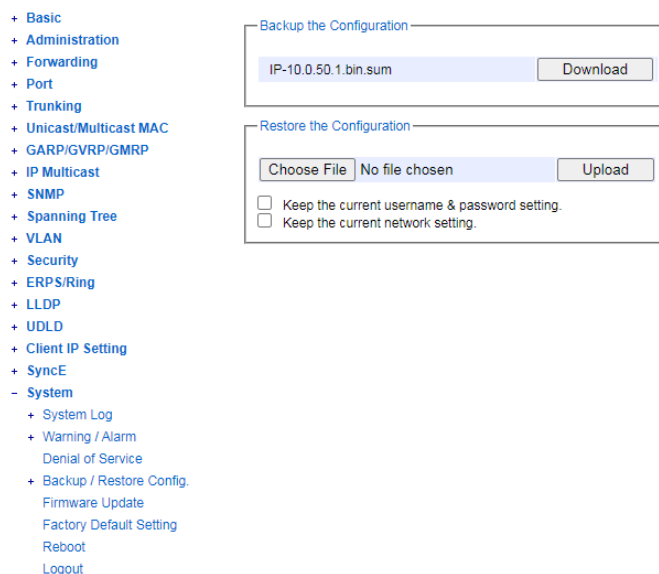 + Basic
+ Administration
+ Forwarding
+ Port
+ Trunking
+ Unicast/Multicast MAC
+ GARP/GVRP/GMRP
+ IP Multicast
+ SNMP
+ Spanning Tree
+ VLAN
+ Security
+ ERPS/Ring
+ LLDP
+ UDLD
+ Client IP Setting
+ SyncE
- System
+ System Log
+ Warning / Alarm
Denial of Service
+ Backup / Restore Config.
Firmware Update
Factory Default Setting
Reboot
Logout
Backup the Configuration
IP-10.0.50.1.bin.sum Download
Restore the Configuration
Choose File No file chosen Upload
Keep the current username & password setting.
Keep the current network setting.